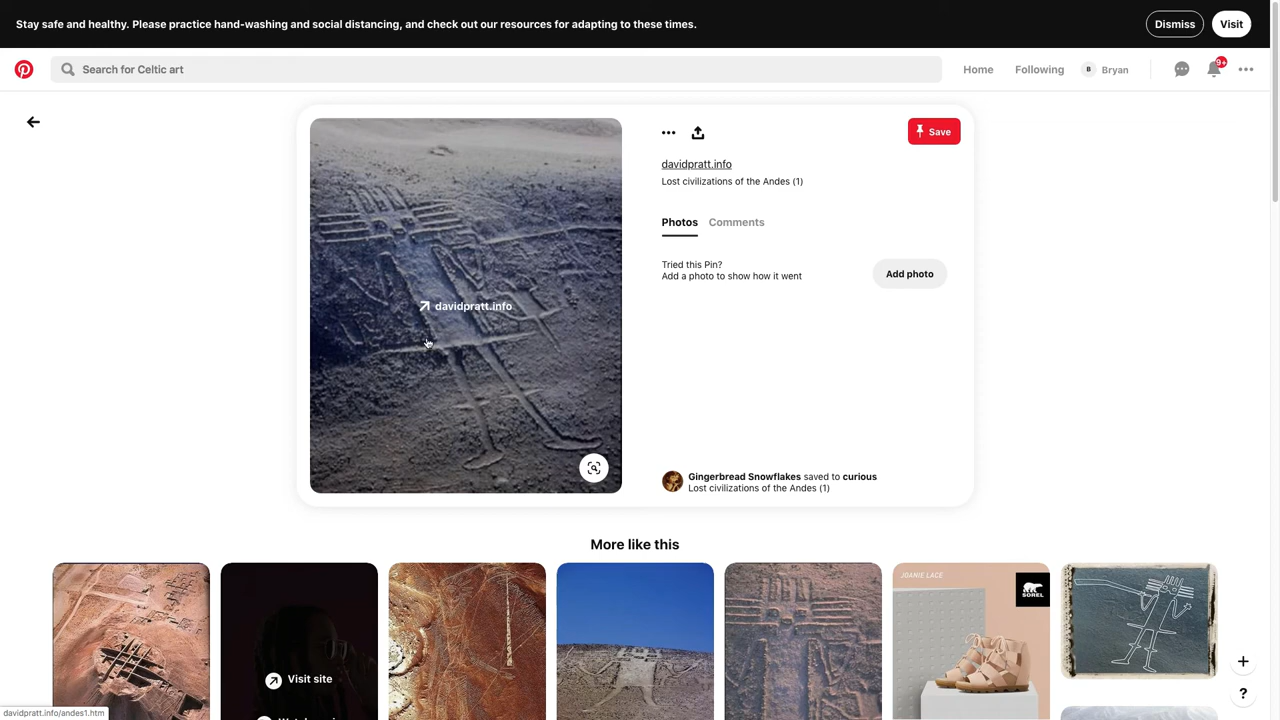 Stay safe and healthy. Please practice hand-washing and social distancing, and check out our resources for adapting to these times.
Dismiss
Visit
Search for Celtic art
Home
Following
B
Bryan
9+
Save
davidpratt.info
Lost civilizations of the Andes (1)
Photos
Comments
Tried this Pin?
Add a photo to show how it went
Add photo
davidpratt.info
Gingerbread Snowflakes saved to curious
Lost civilizations of the Andes (1)
More like this
Visit site
JOANIE LACE
SOREL
?
davidpratt.info/andes1.htm